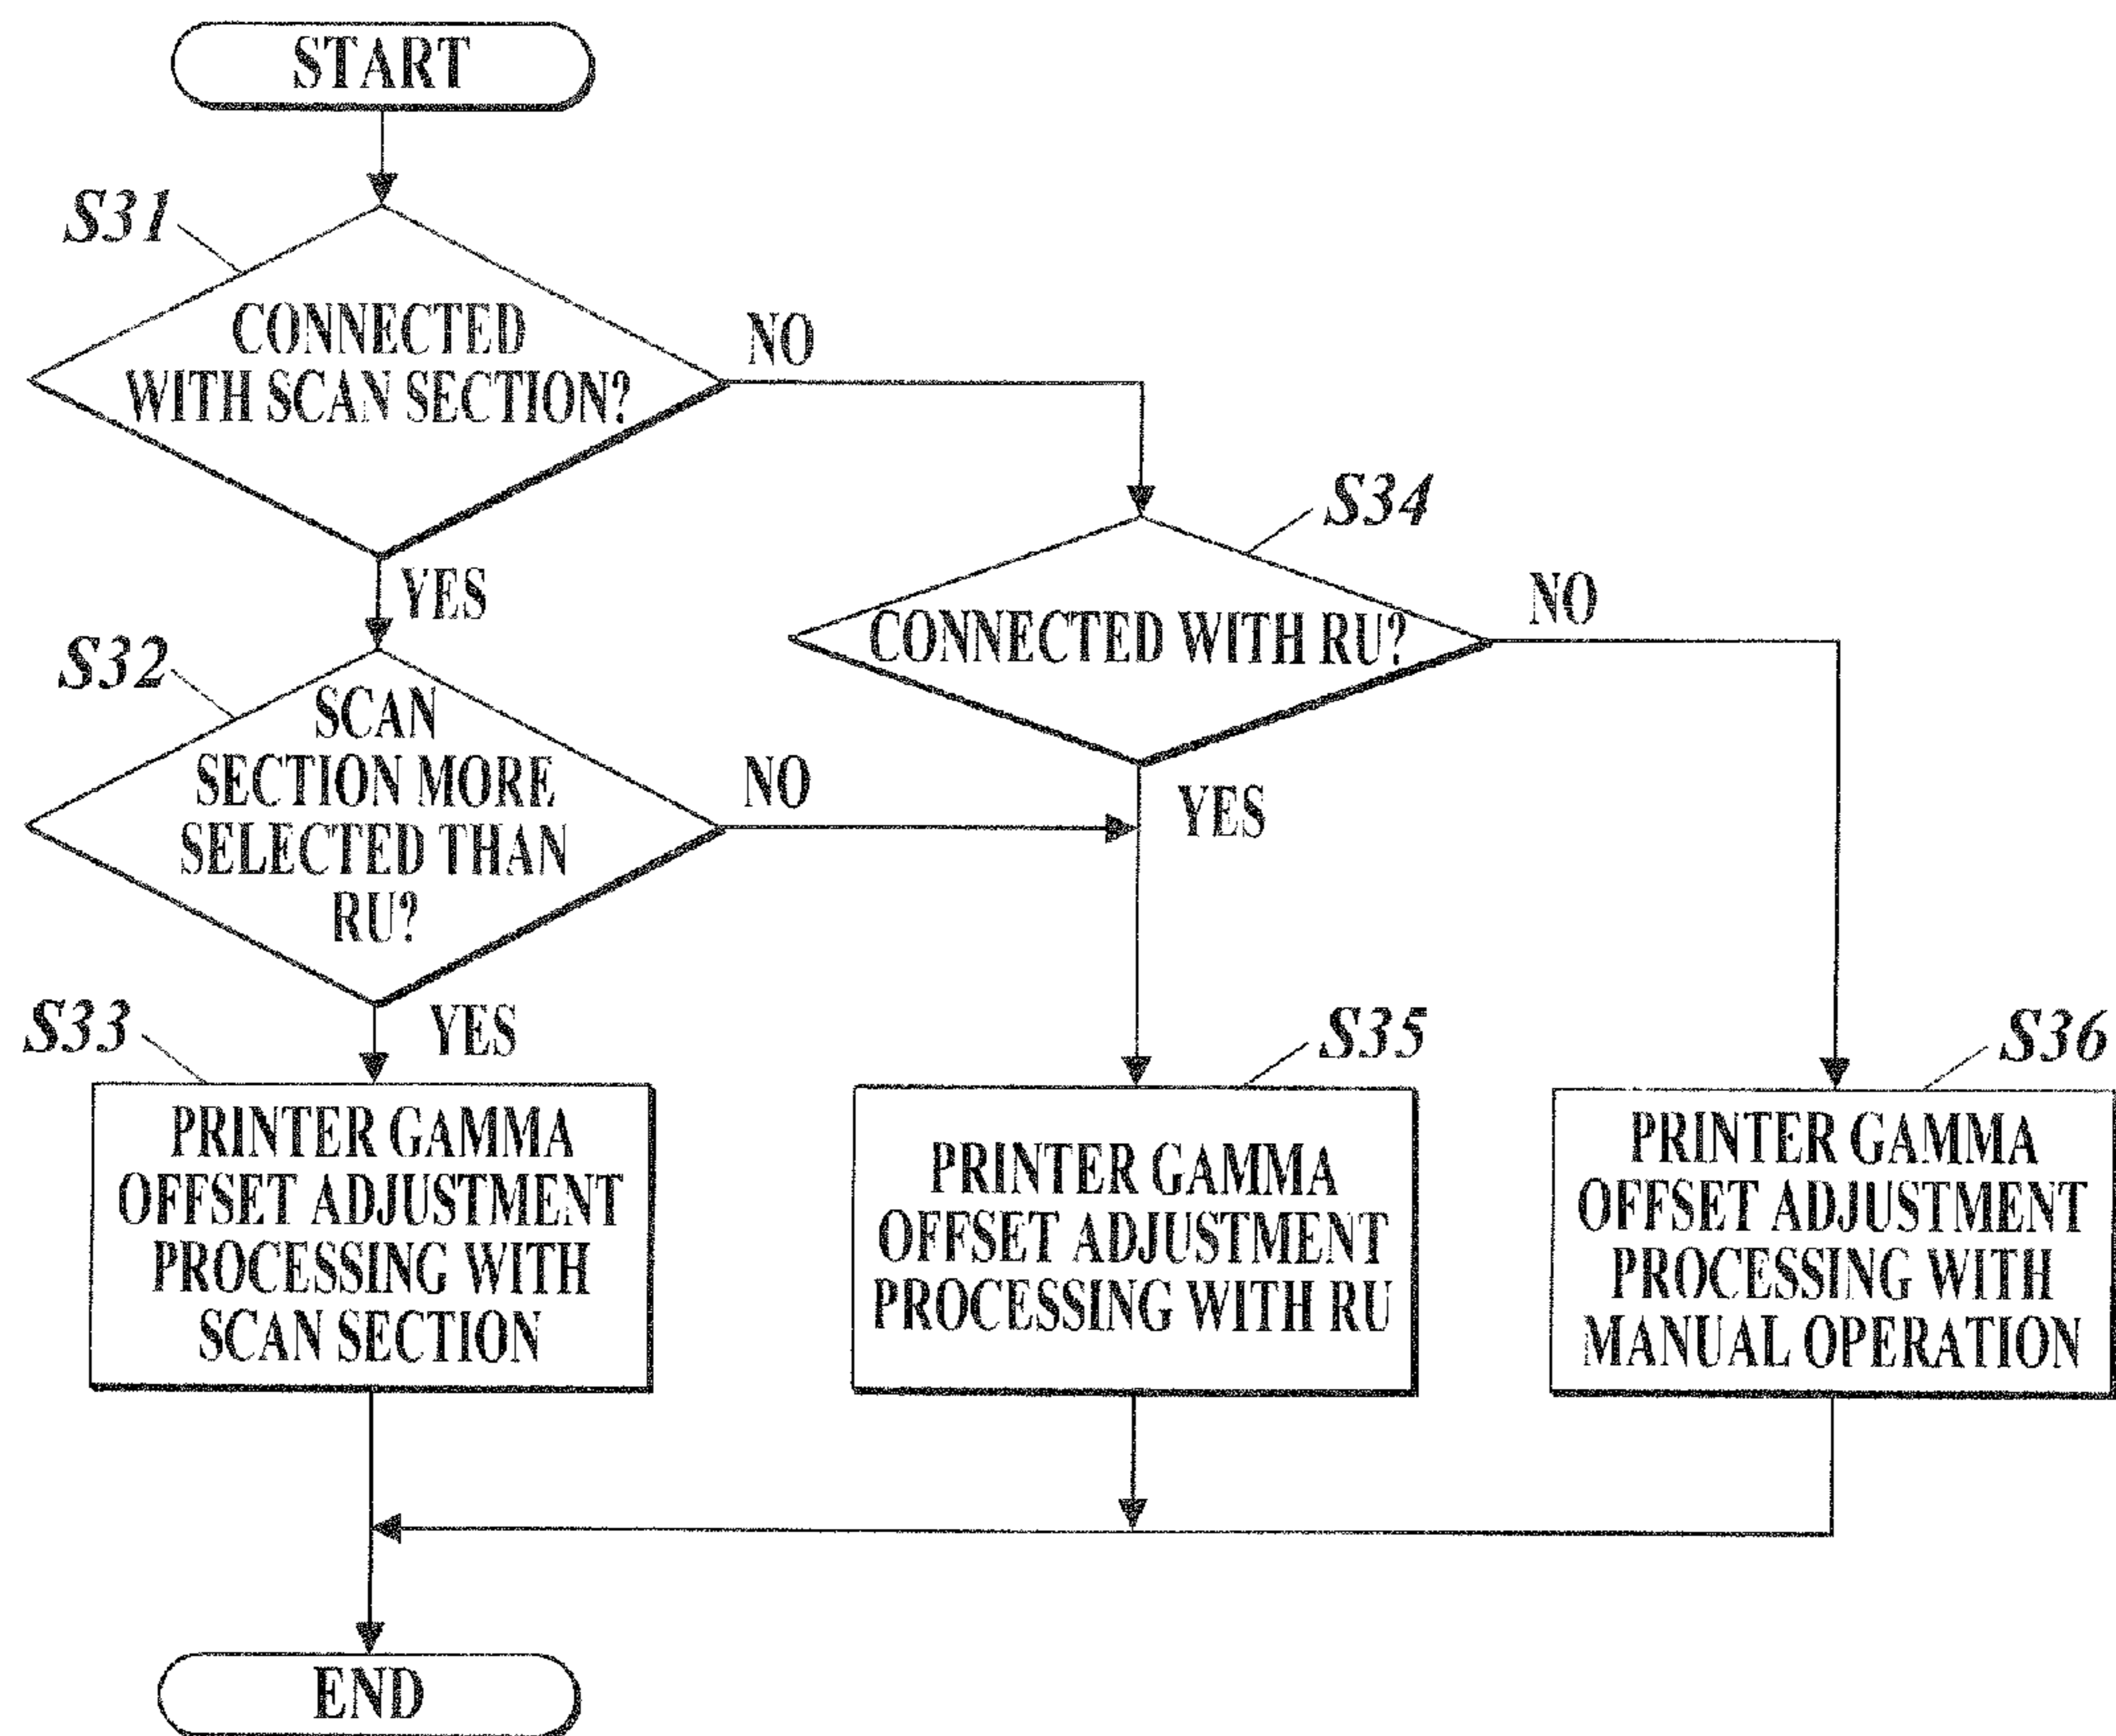 START
S31
CONNECTED
WITH SCAN SECTION?
NO
YES
S34
CONNECTED WITH RU?
NO
YES
S32
SCAN
SECTION MORE
SELECTED THAN
RU?
NO
YES
S33
PRINTER GAMMA
OFFSET ADJUSTMENT
PROCESSING WITH
SCAN SECTION
S35
PRINTER GAMMA
OFFSET ADJUSTMENT
PROCESSING WITH RU
S36
PRINTER GAMMA
OFFSET ADJUSTMENT
PROCESSING WITH
MANUAL OPERATION
END